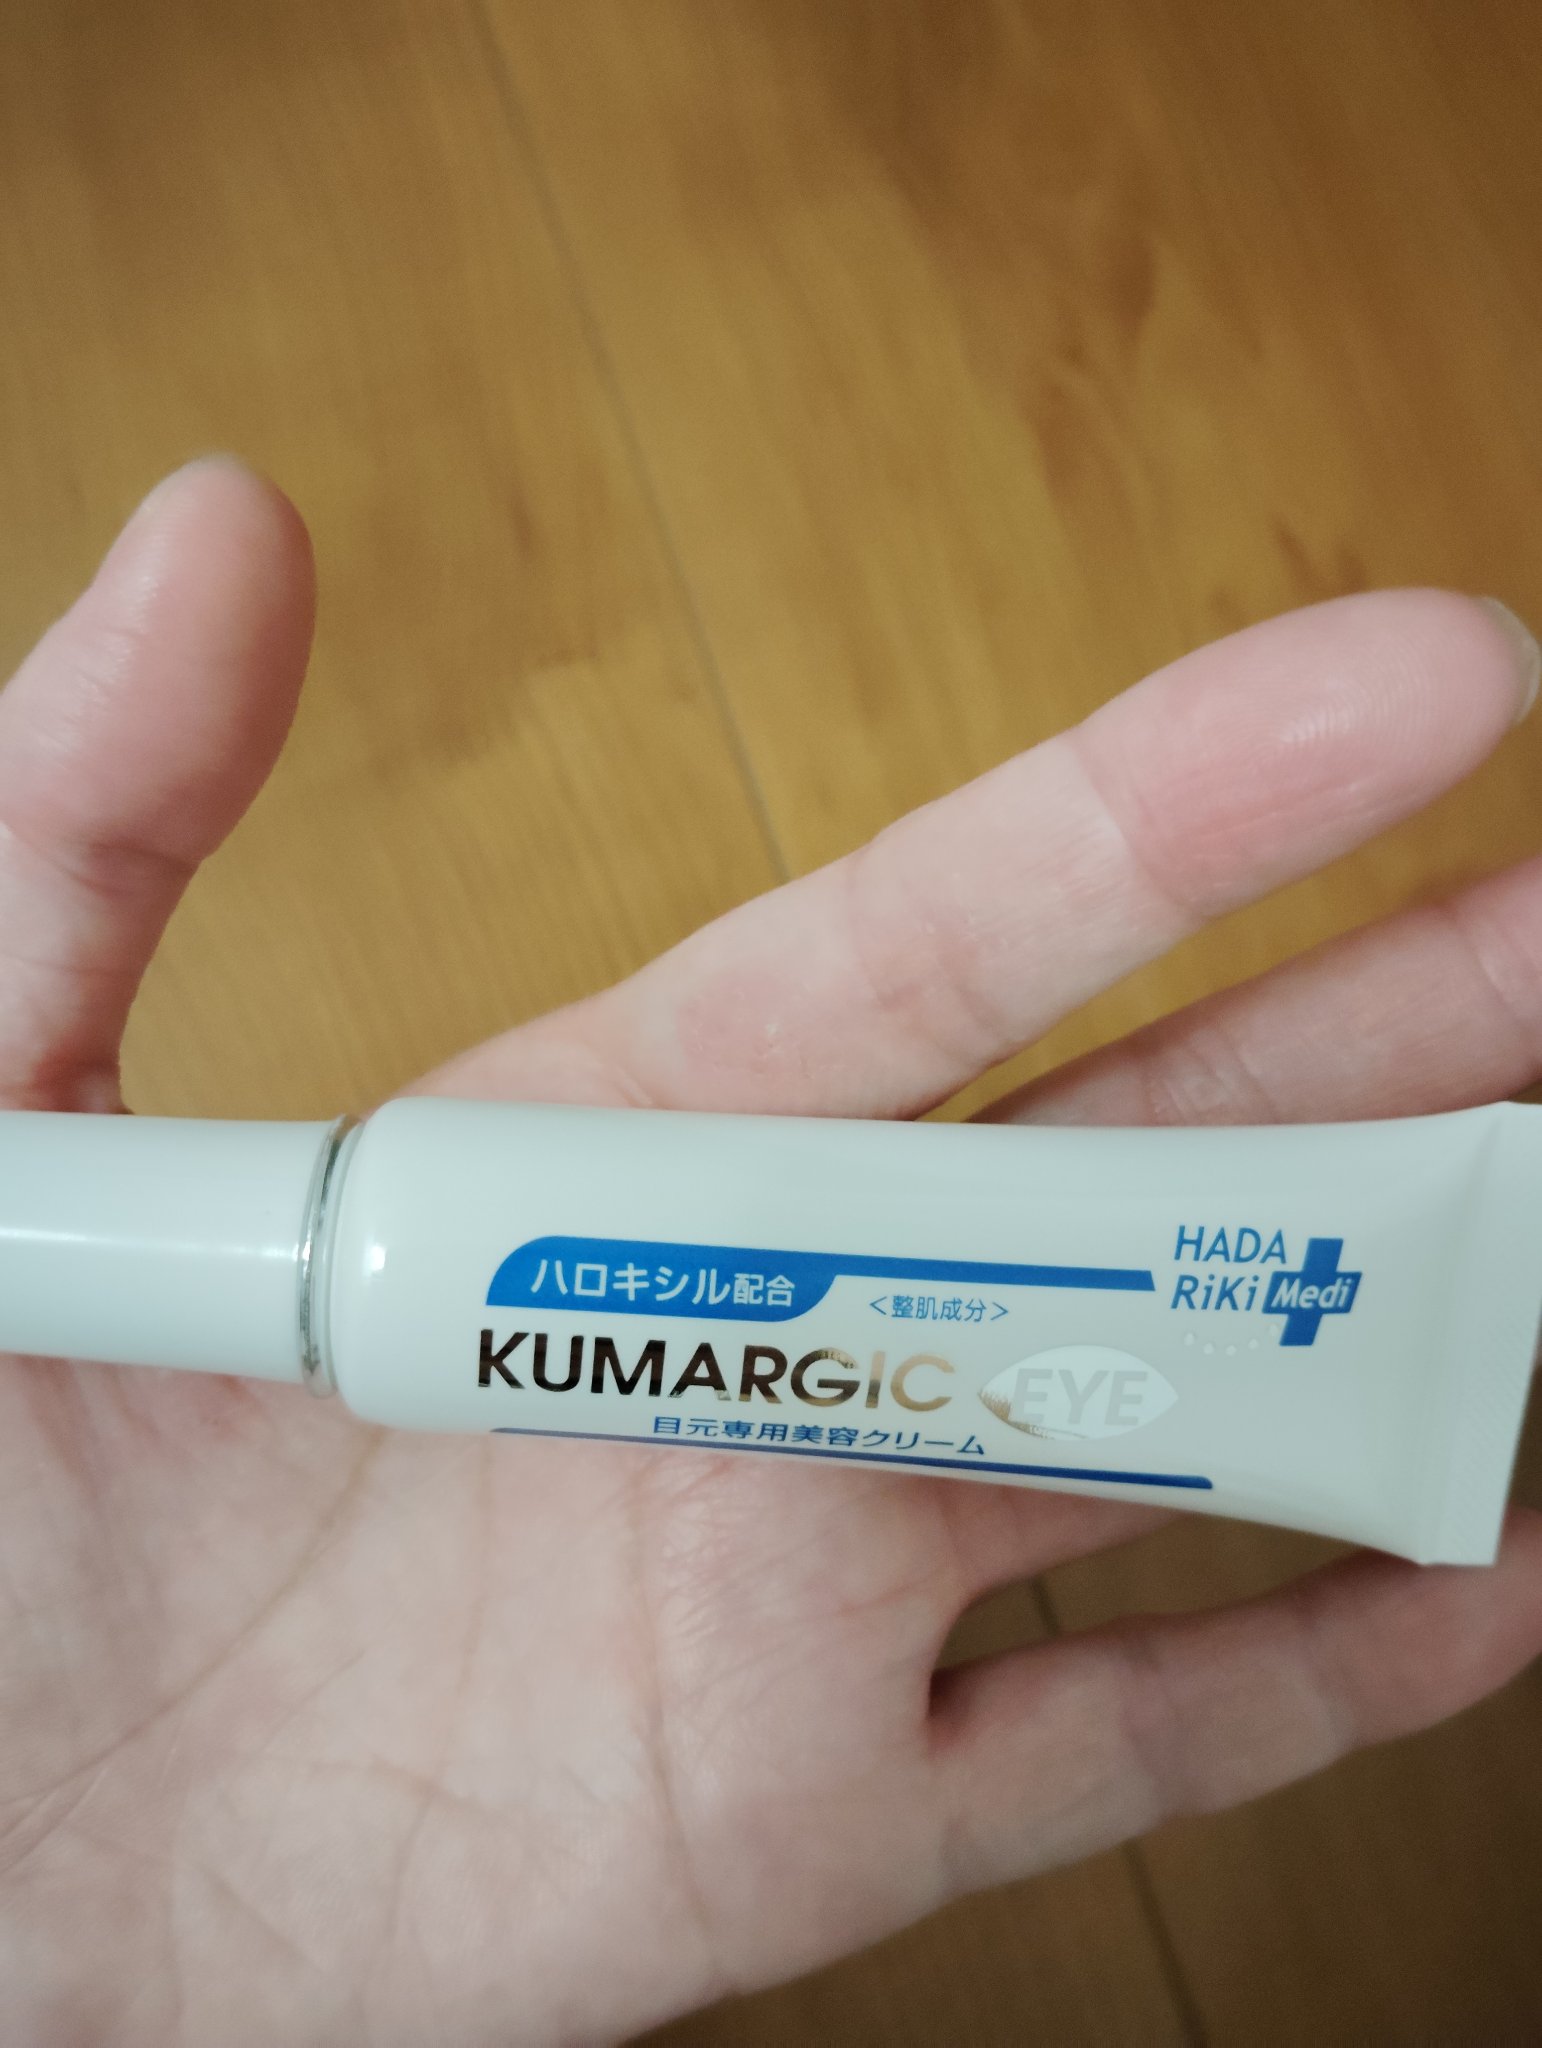 ハロキシル配合
<整肌成分>
HADA
RiKi Medi
KUMARGIC EYE
目元専用美容クリーム